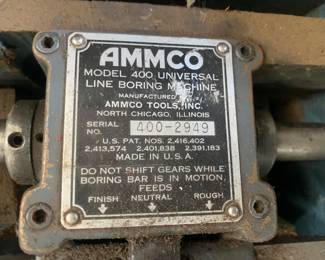 AMMCO
MODEL 400 UNIVERSAL
LINE BORING MACHINE
MANUFACTURED BY
AMMCO TOOLS, INC.
NORTH CHICAGO, ILLINOIS
SERIAL NO. 400-2949
U.S. PAT. NOS. 2,416,402
2,413,574 2,401,838 2,391,183
MADE IN U.S.A.
DO NOT SHIFT GEARS WHILE
BORING BAR IS IN MOTION.
FEEDS
FINISH NEUTRAL ROUGH